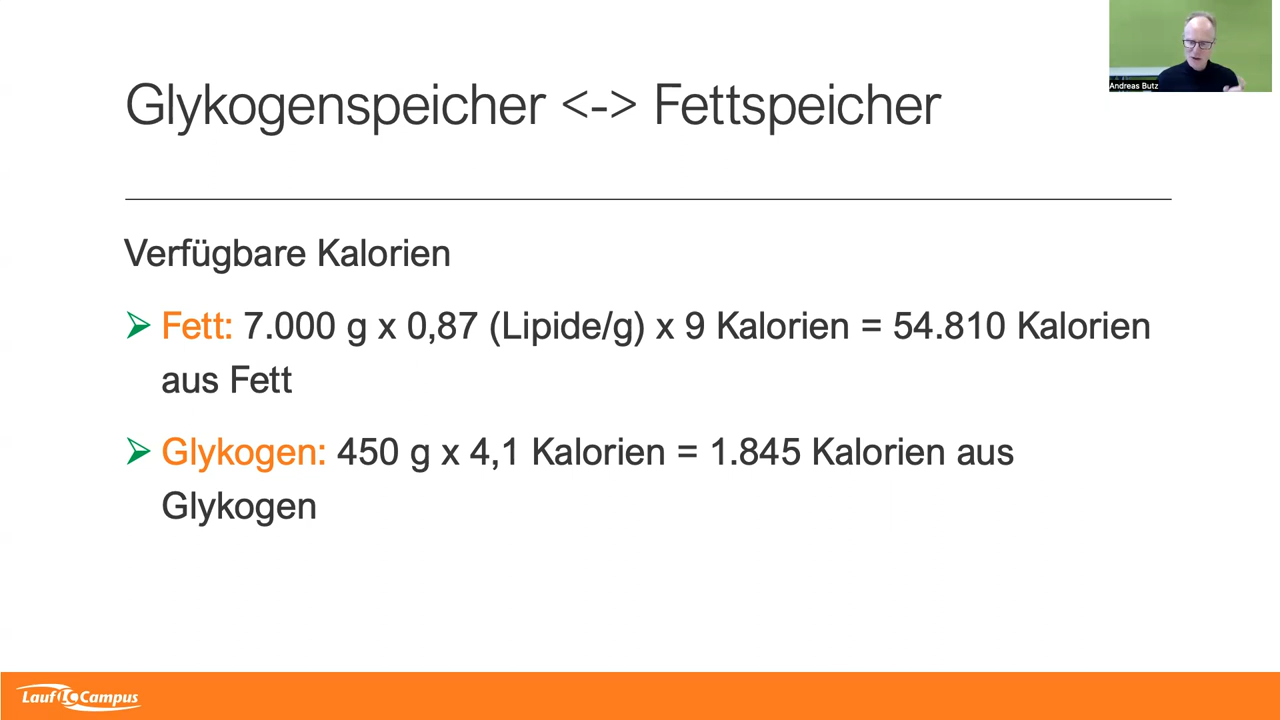 Andreas Butz
Glykogenspeicher <-> Fettspeicher
Verfügbare Kalorien
Fett: 7.000 g x 0,87 (Lipide/g) x 9 Kalorien = 54.810 Kalorien
aus Fett
Glykogen: 450 g x 4,1 Kalorien = 1.845 Kalorien aus
Glykogen
Lauf LC Campus